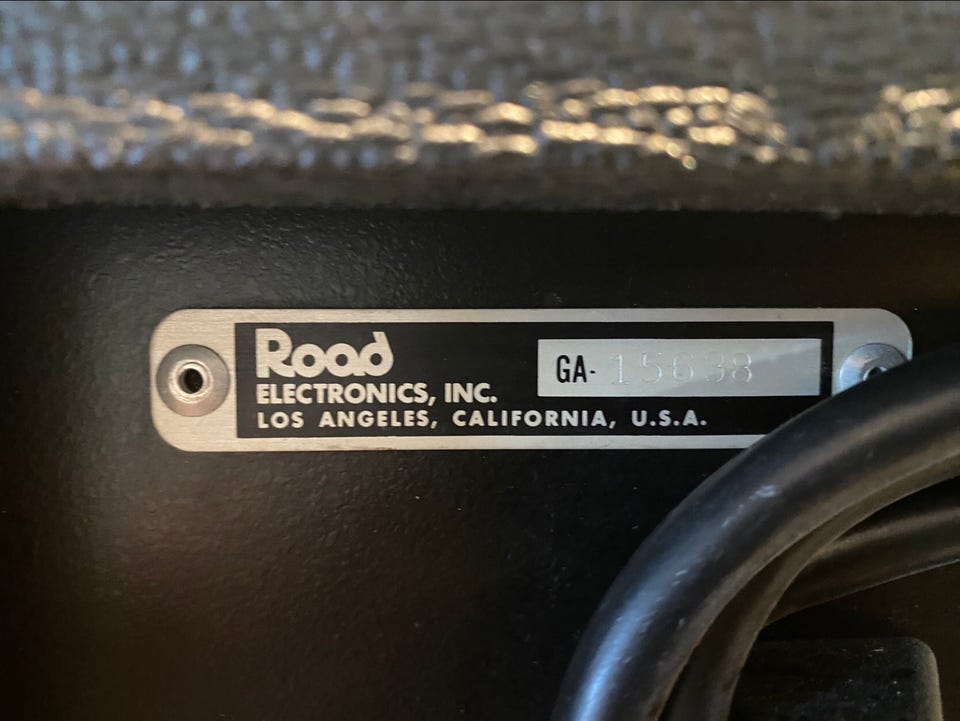 Road
ELECTRONICS, INC.
LOS ANGELES, CALIFORNIA, U.S.A.
GA- 15638